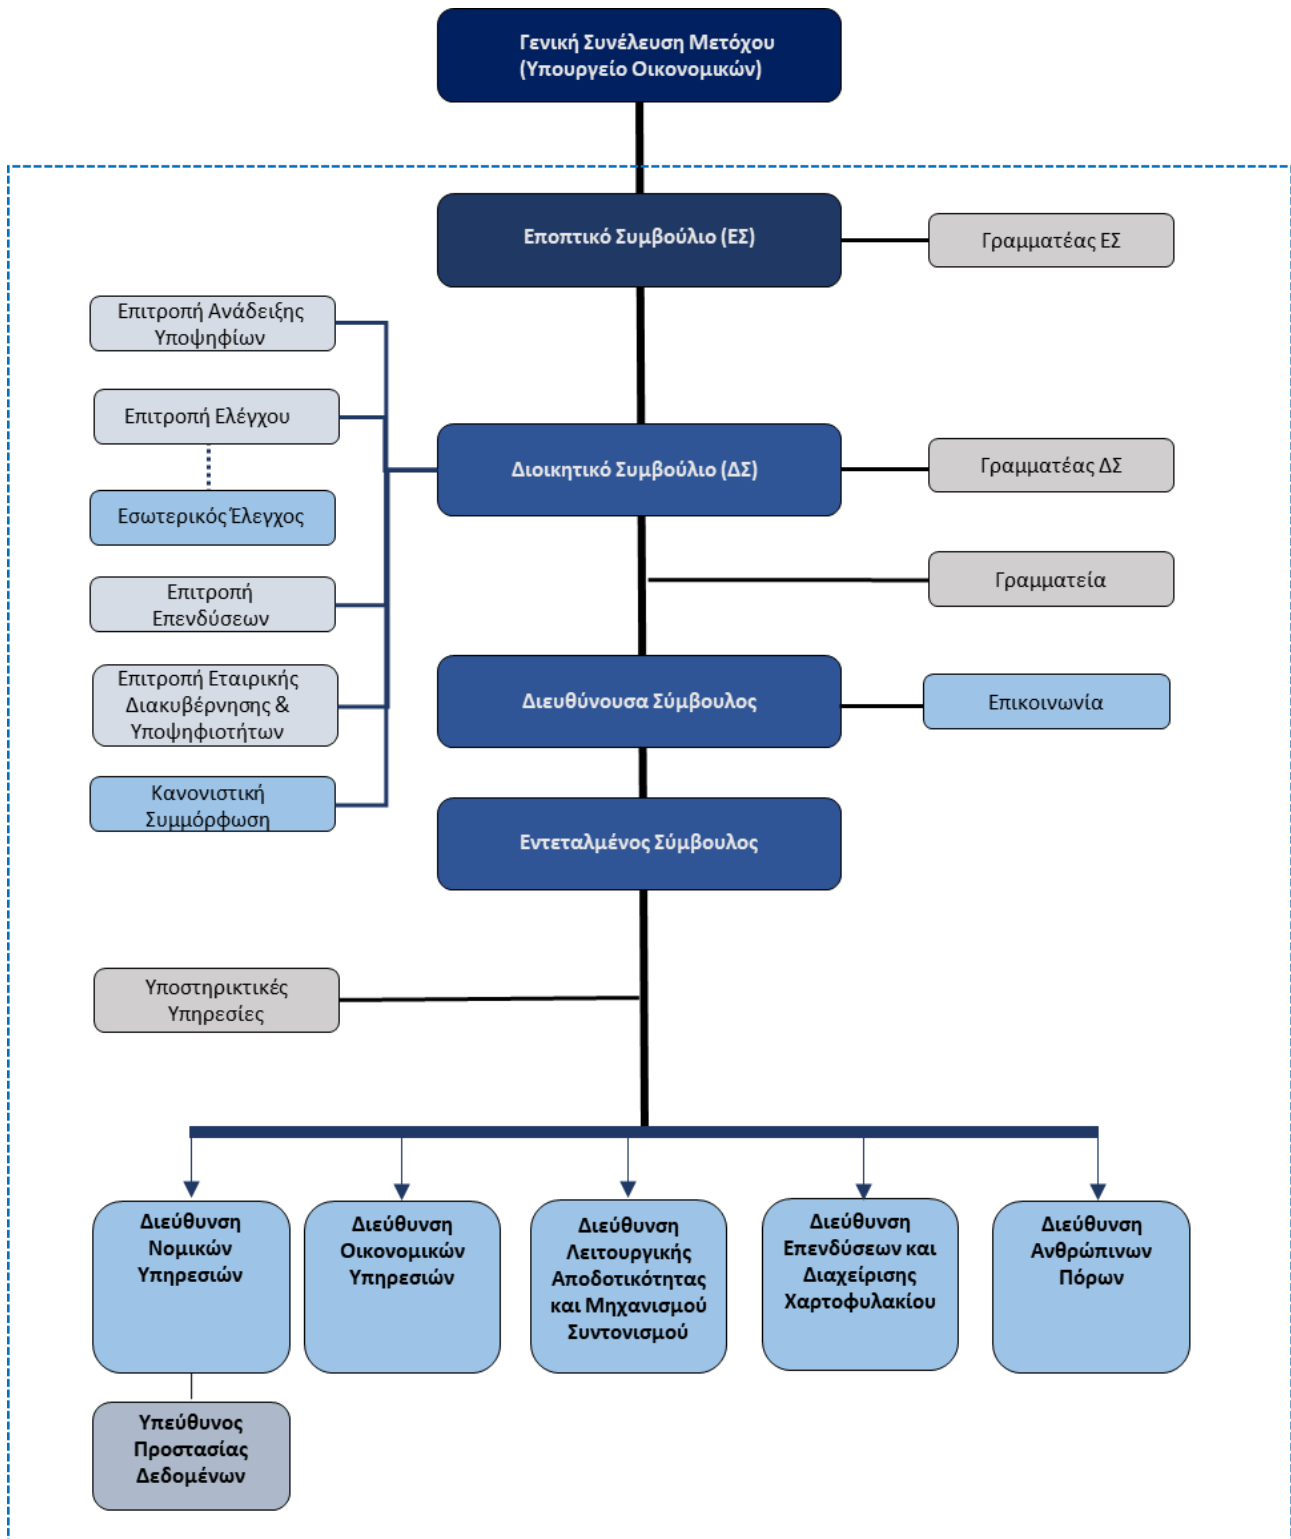 Γενική Συνέλευση Μετόχου
(Υπουργείο Οικονομικών)
Εποπτικό Συμβούλιο (ΕΣ)
Γραμματέας ΕΣ
Επιτροπή Ανάδειξης
Υποψηφίων
Επιτροπή Ελέγχου
Εσωτερικός Έλεγχος
Επιτροπή
Επενδύσεων
Επιτροπή Εταιρικής
Διακυβέρνησης &
Υποψηφιοτήτων
Κανονιστική
Συμμόρφωση
Διοικητικό Συμβούλιο (ΔΣ)
Γραμματέας ΔΣ
Γραμματεία
Διευθύνουσα Σύμβουλος
Επικοινωνία
Εντεταλμένος Σύμβουλος
Υποστηρικτικές
Υπηρεσίες
Διεύθυνση
Νομικών
Υπηρεσιών
Διεύθυνση
Οικονομικών
Υπηρεσιών
Διεύθυνση
Λειτουργικής
Αποδοτικότητας
και Μηχανισμού
Συντονισμού
Διεύθυνση
Επενδύσεων και
Διαχείρισης
Χαρτοφυλακίου
Διεύθυνση
Ανθρώπινων
Πόρων
Υπεύθυνος
Προστασίας
Δεδομένων